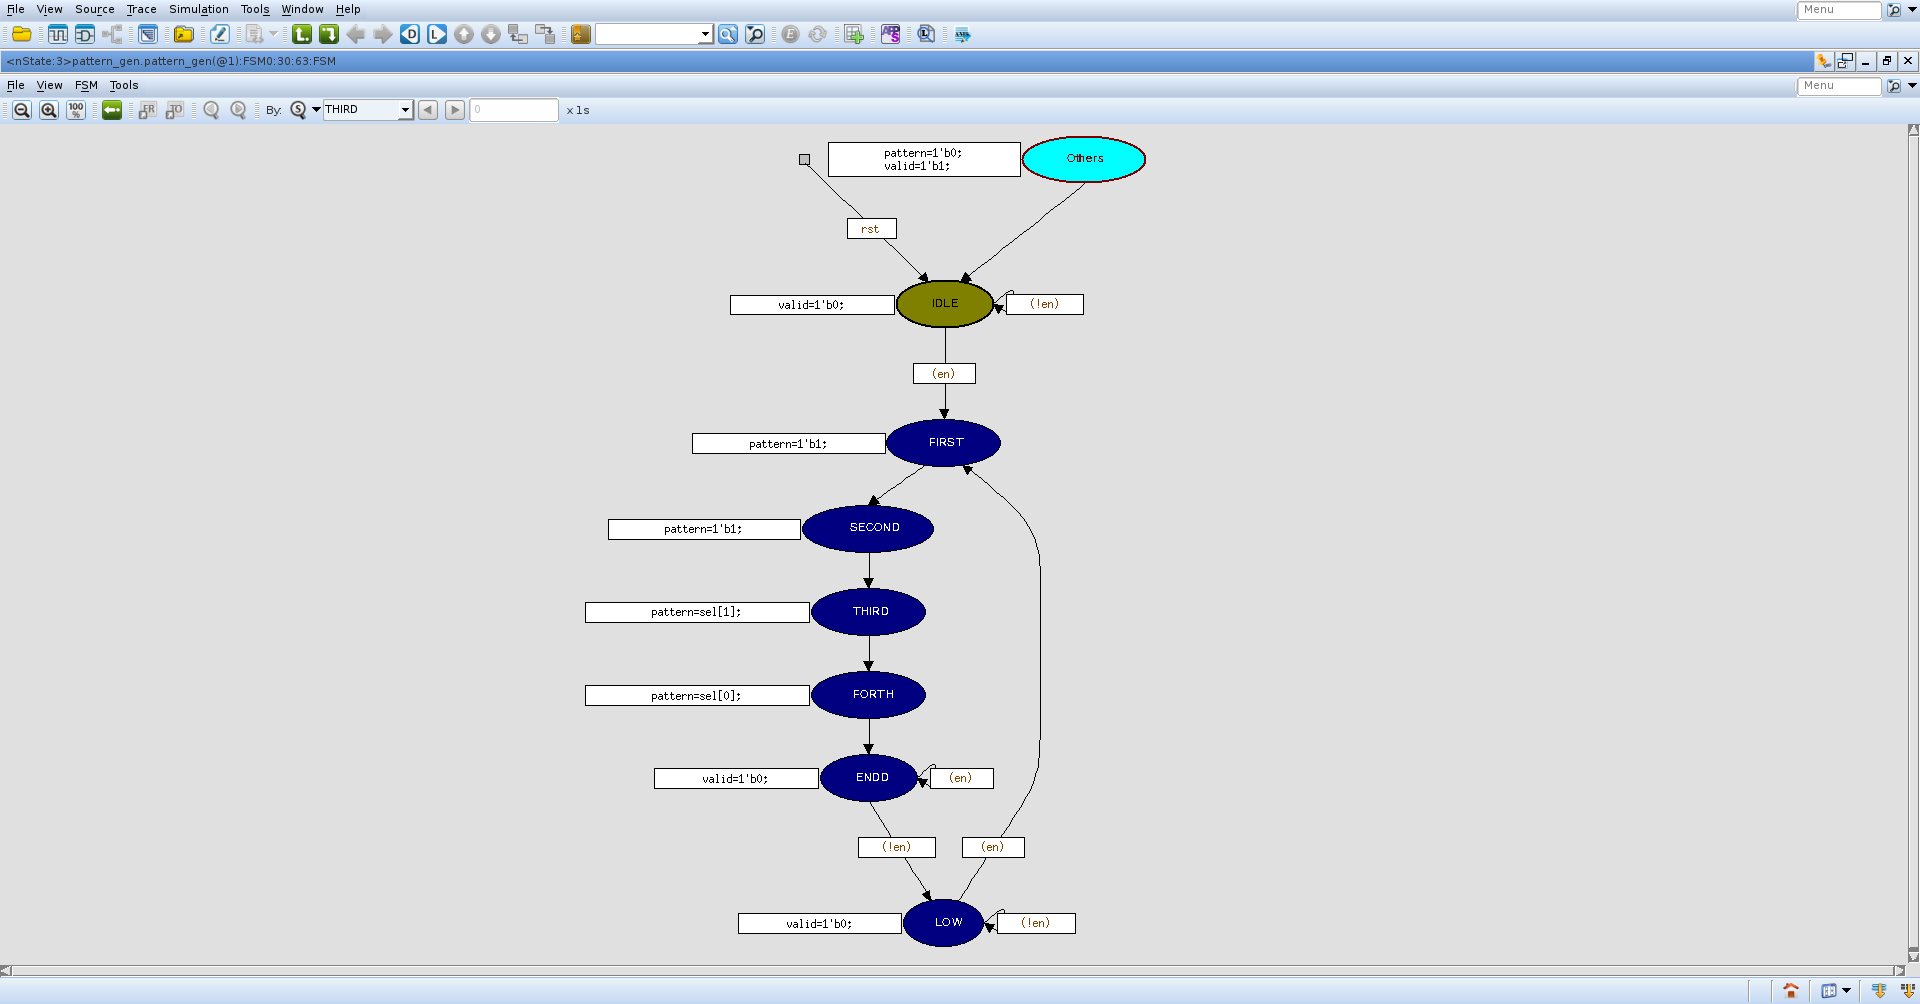 File View Source Trace Simulation Tools Window Help
Menu
<nState:3>pattern_gen.pattern_gen(@1):FSM0:30:63:FSM
File View FSM Tools
Menu
100 %
FR TO
By: THIRD 0 x 1s
pattern=1'b0;
valid=1'b1;
Others
rst
valid=1'b0;
IDLE
(!en)
(en)
pattern=1'b1;
FIRST
pattern=1'b1;
SECOND
pattern=sel[1];
THIRD
pattern=sel[0];
FORTH
valid=1'b0;
ENDD
(en)
(!en)
(en)
valid=1'b0;
LOW
(!en)